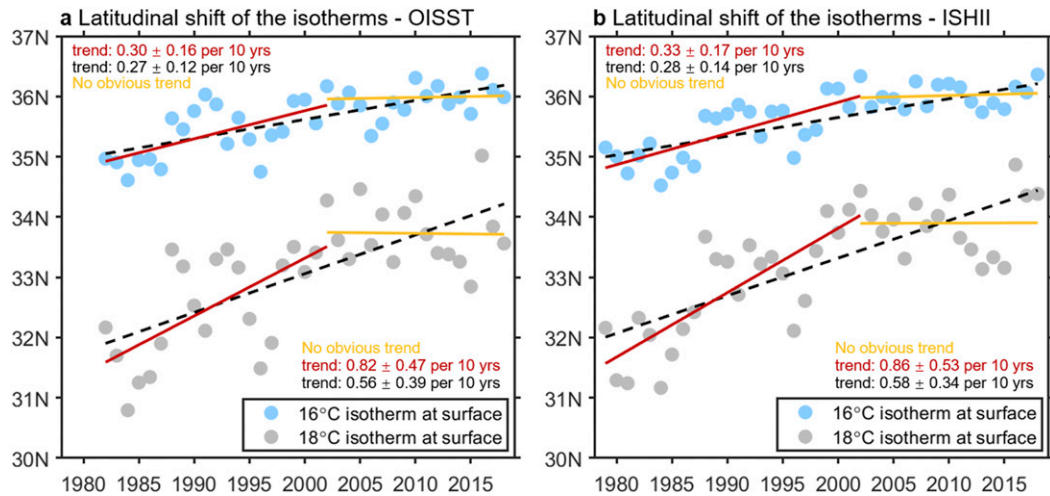 a Latitudinal shift of the isotherms - OISST
37N
36N
35N
34N
33N
32N
31N
30N
trend: 0.30 ± 0.16 per 10 yrs
trend: 0.27 ± 0.12 per 10 yrs
No obvious trend
No obvious trend
trend: 0.82 ± 0.47 per 10 yrs
trend: 0.56 ± 0.39 per 10 yrs
16°C isotherm at surface
18°C isotherm at surface
1980 1985 1990 1995 2000 2005 2010 2015
b Latitudinal shift of the isotherms - ISHII
37N
36N
35N
34N
33N
32N
31N
30N
trend: 0.33 ± 0.17 per 10 yrs
trend: 0.28 ± 0.14 per 10 yrs
No obvious trend
No obvious trend
trend: 0.86 ± 0.53 per 10 yrs
trend: 0.58 ± 0.34 per 10 yrs
16°C isotherm at surface
18°C isotherm at surface
1980 1985 1990 1995 2000 2005 2010 2015